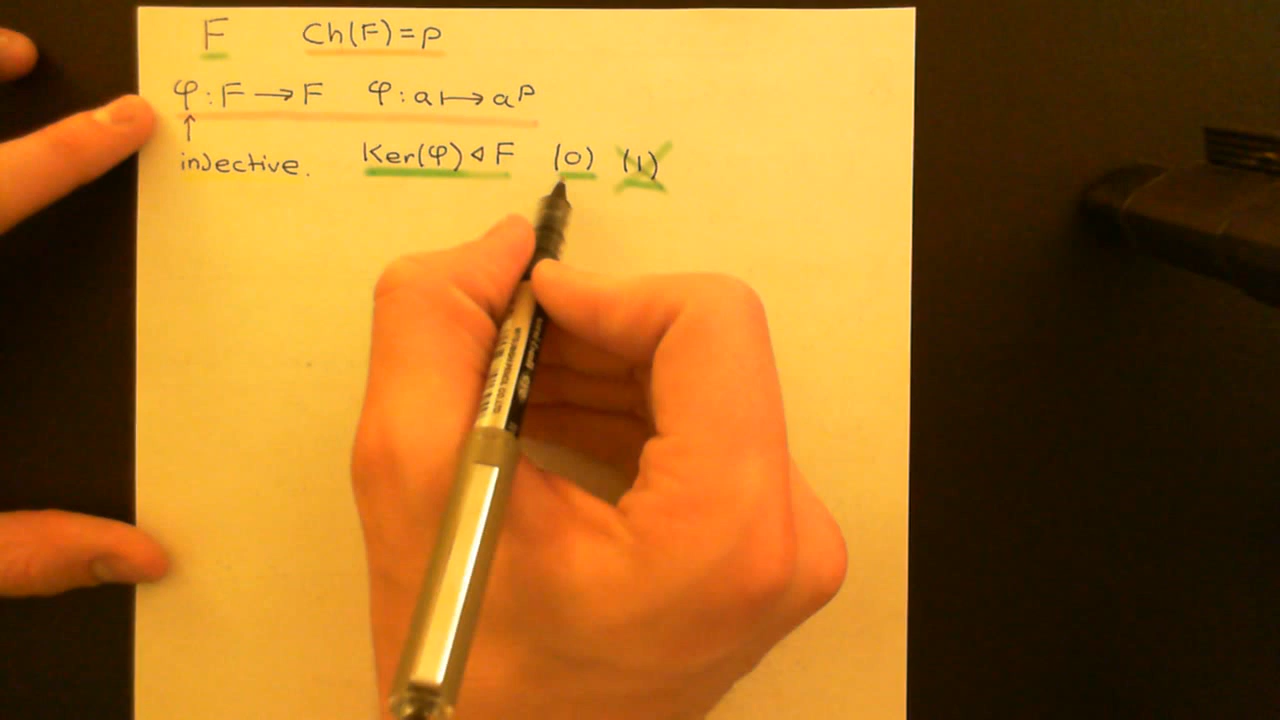 F Ch(F)=p
φ:F→F φ:a↦a^p
↑
injective. Ker(φ)◁F (0) (1)